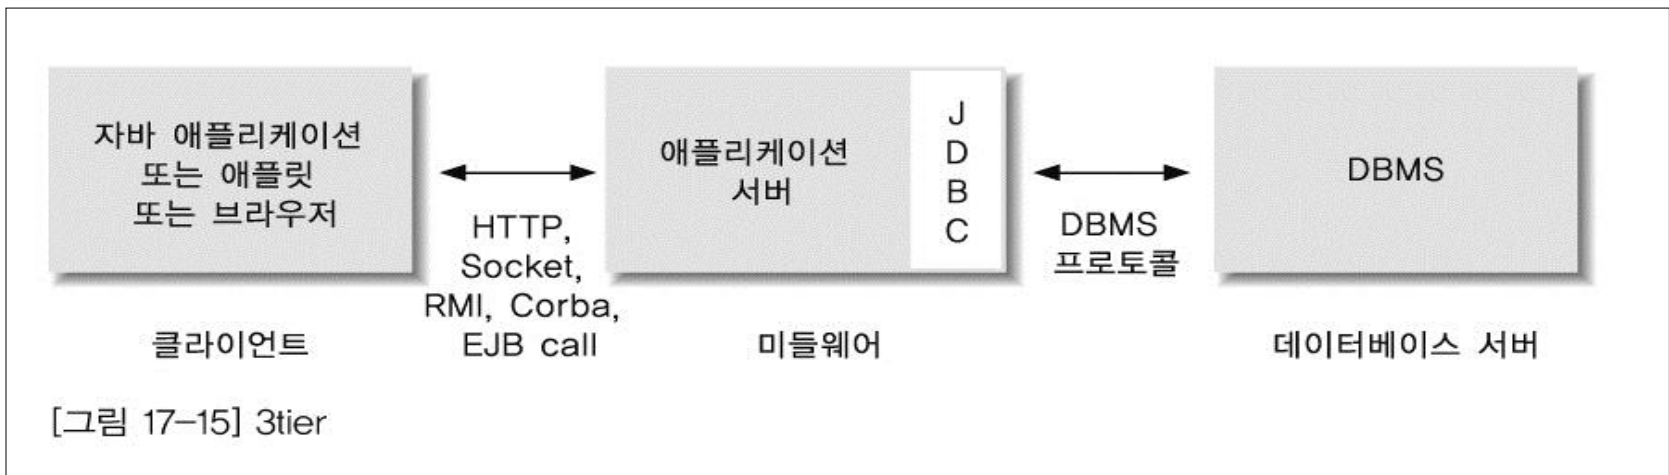 자바 애플리케이션
또는 애플릿
또는 브라우저
클라이언트
HTTP,
Socket,
RMI, Corba,
EJB call
애플리케이션
서버
J
D
B
C
미들웨어
DBMS
프로토콜
DBMS
데이터베이스 서버
[그림 17-15] 3tier